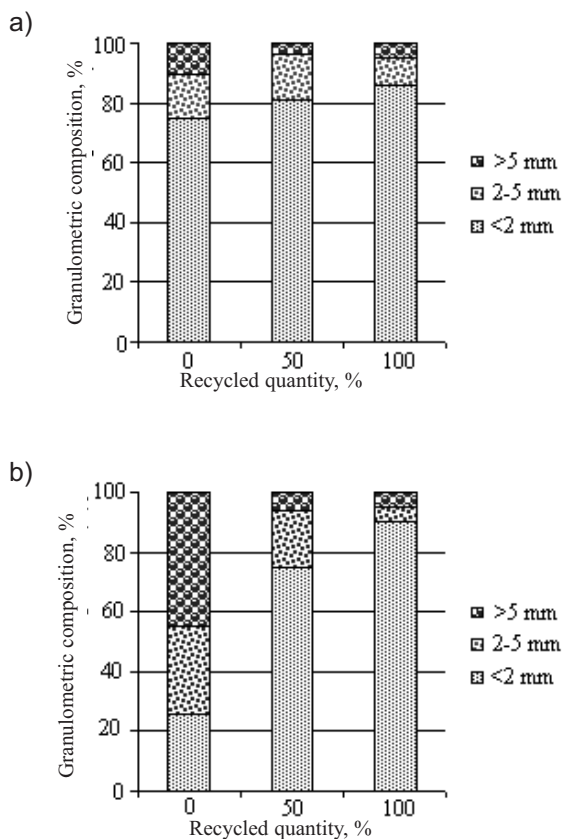 a)
Granulometric composition, %
100
80
60
40
20
0
0 50 100
Recycled quantity, %
>5 mm
2-5 mm
<2 mm
b)
Granulometric composition, %
100
80
60
40
20
0
0 50 100
Recycled quantity, %
>5 mm
2-5 mm
<2 mm